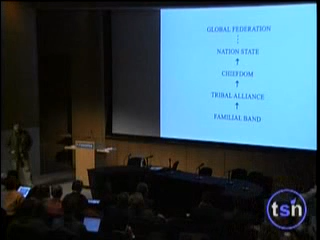 GLOBAL FEDERATION
NATION STATE
CHIEFDOM
TRIBAL ALLIANCE
FAMILIAL BAND
tsn